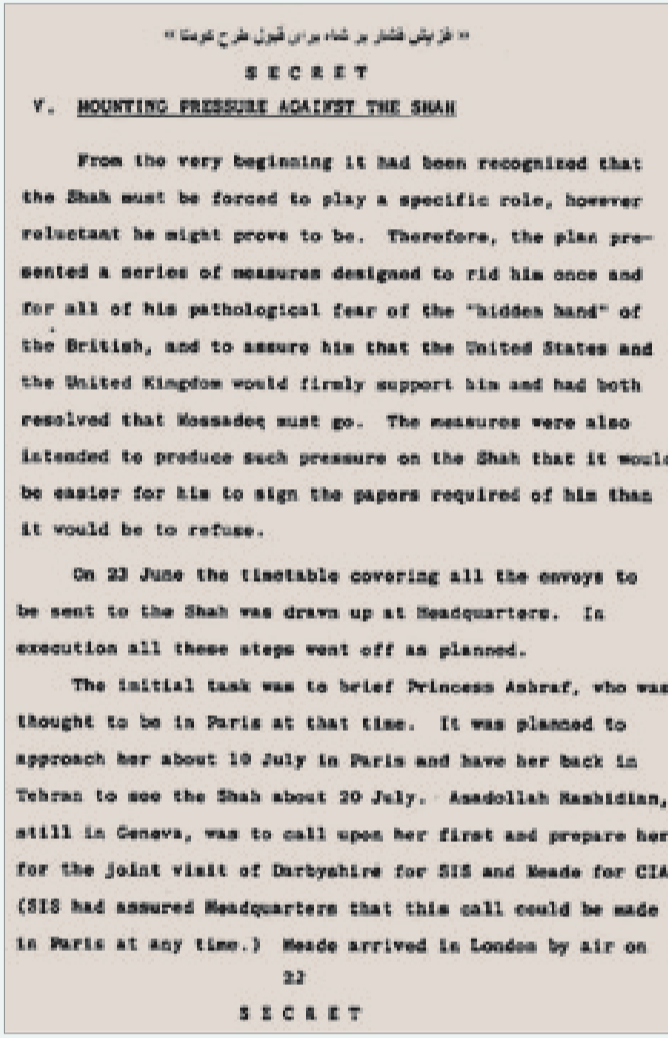 « افزایش فشار بر شاه برای قبول طرح کودتا »
S E C R E T
V. MOUNTING PRESSURE AGAINST THE SHAH
From the very beginning it had been recognized that
the Shah must be forced to play a specific role, however
reluctant he might prove to be. Therefore, the plan pre-
sented a series of measures designed to rid him once and
for all of his pathological fear of the "hidden hand" of
the British, and to assure him that the United States and
the United Kingdom would firmly support him and had both
resolved that Mossadeq must go. The measures were also
intended to produce such pressure on the Shah that it would
be easier for him to sign the papers required of him than
it would be to refuse.
On 23 June the timetable covering all the envoys to
be sent to the Shah was drawn up at Headquarters. In
execution all these steps went off as planned.
The initial task was to brief Princess Ashraf, who was
thought to be in Paris at that time. It was planned to
approach her about 10 July in Paris and have her back in
Tehran to see the Shah about 20 July. Asadollah Rashidian,
still in Geneva, was to call upon her first and prepare her
for the joint visit of Darbyshire for SIS and Meade for CIA
(SIS had assured Headquarters that this call could be made
in Paris at any time.) Meade arrived in London by air on
22
S E C R E T